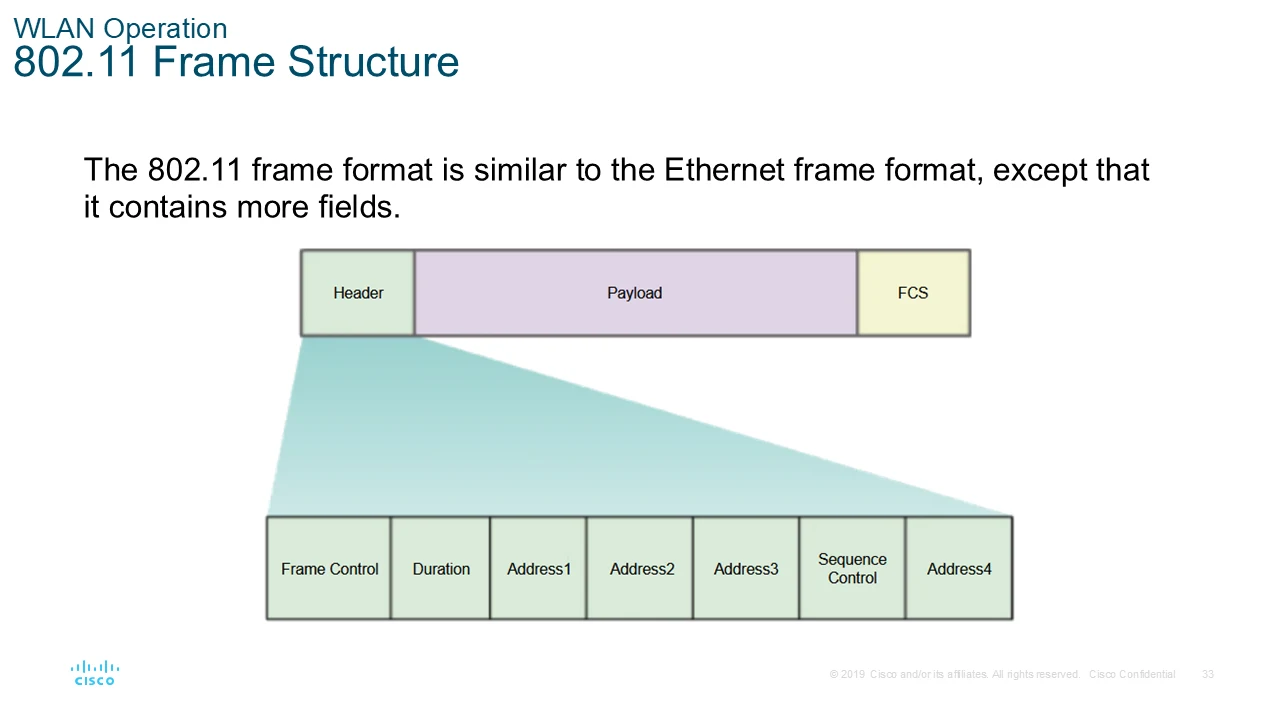 WLAN Operation
802.11 Frame Structure
The 802.11 frame format is similar to the Ethernet frame format, except that
it contains more fields.
Header
Payload
FCS
Frame Control
Duration
Address1
Address2
Address3
Sequence
Control
Address4
CISCO
© 2019 Cisco and/or its affiliates. All rights reserved. Cisco Confidential
33